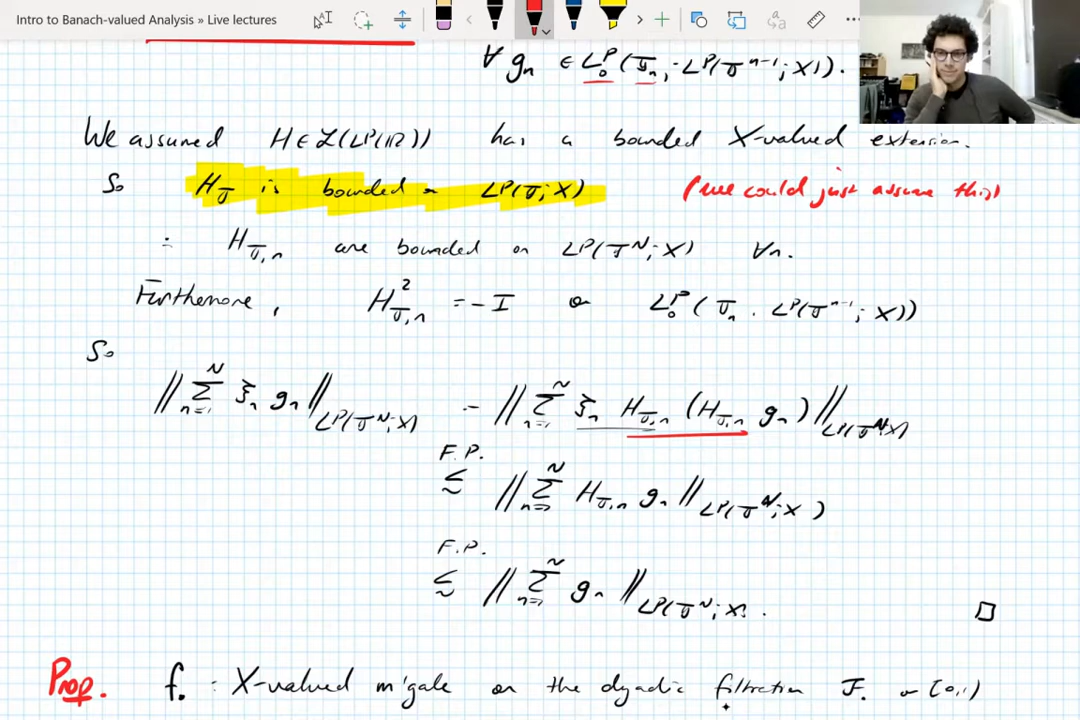 Intro to Banach-valued Analysis » Live lectures
∀ gₙ ∈ L₀ᵖ(𝕋ₙ; Lᵖ(𝕋ⁿ⁻¹; X)).
We assumed H ∈ ℒ(Lᵖ(ℝ)) has a bounded X-valued extension.
So H_𝕋 is bounded on Lᵖ(𝕋; X) (we could just assume this)
∴ H_{𝕋,n} are bounded on Lᵖ(𝕋ᴺ; X) ∀n.
Furthermore, H²_{𝕋,n} = -I on L₀ᵖ(𝕋ₙ; Lᵖ(𝕋ⁿ⁻¹; X))
So
‖∑_{n=1}^N ξₙ gₙ‖_{Lᵖ(𝕋ᴺ; X)} = ‖∑_{n=1}^N ξₙ H_{𝕋,n}(H_{𝕋,n} gₙ)‖_{Lᵖ(𝕋ᴺ; X)}
F.P.
≲ ‖∑_{n=1}^N H_{𝕋,n} gₙ‖_{Lᵖ(𝕋ᴺ; X)}
F.P.
≲ ‖∑_{n=1}^N gₙ‖_{Lᵖ(𝕋ᴺ; X)}. □
Prop. f. : X-valued m'gale on the dyadic filtration F. on [0,1)